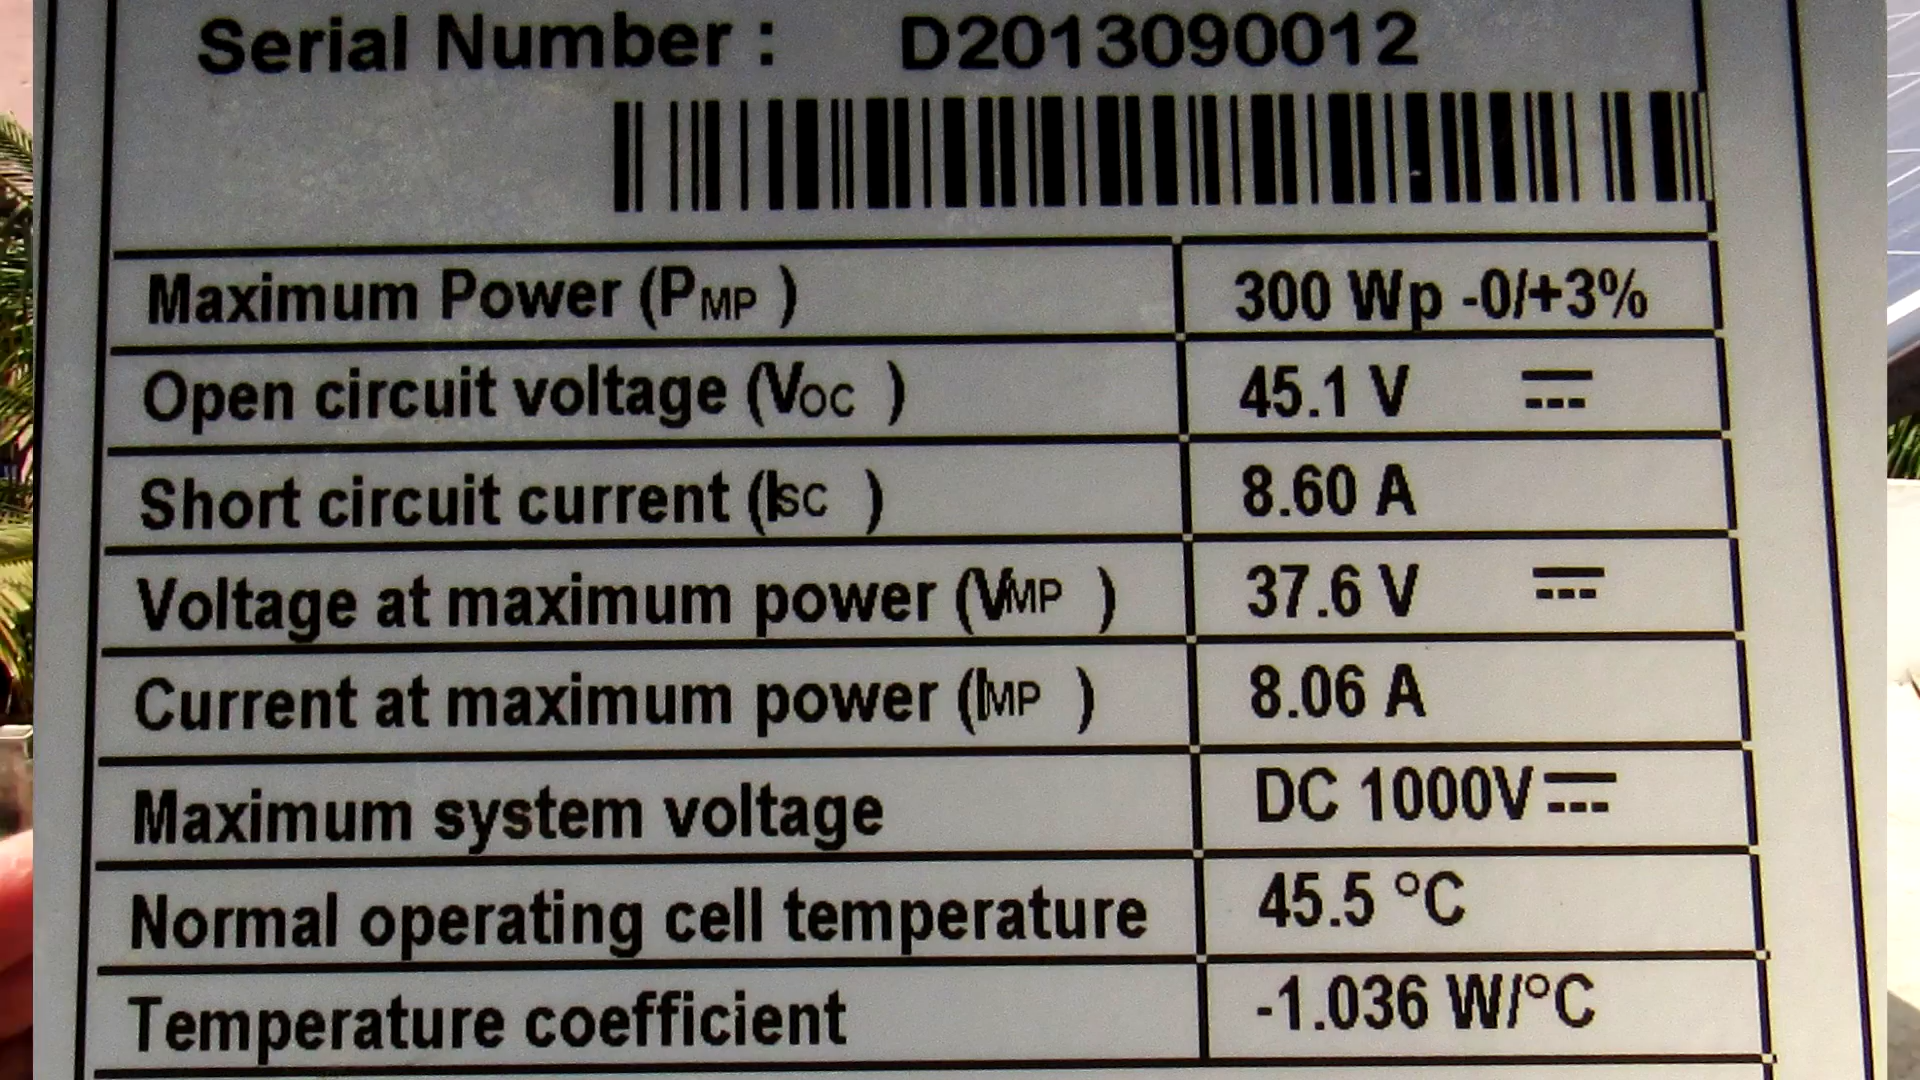 Serial Number : D2013090012
Maximum Power (PMP ) 300 Wp -0/+3%
Open circuit voltage (VOC ) 45.1 V
Short circuit current (ISC ) 8.60 A
Voltage at maximum power (VMP ) 37.6 V
Current at maximum power (IMP ) 8.06 A
Maximum system voltage DC 1000V
Normal operating cell temperature 45.5 °C
Temperature coefficient -1.036 W/°C